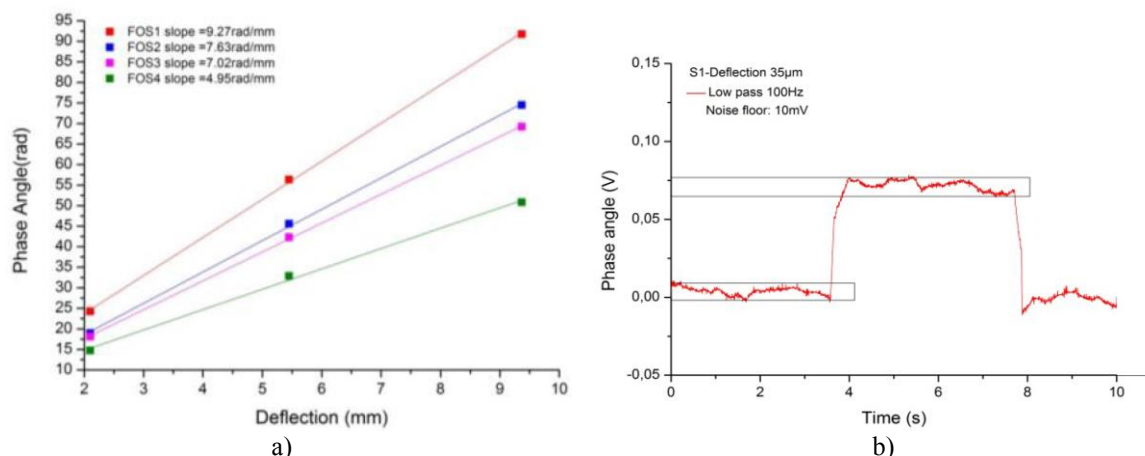 95
90
85
80
75
70
65
60
55
50
45
40
35
30
25
20
15
10
Phase Angle(rad)
FOS1 slope =9.27rad/mm
FOS2 slope =7.63rad/mm
FOS3 slope =7.02rad/mm
FOS4 slope =4.95rad/mm
2 3 4 5 6 7 8 9 10
Deflection (mm)
a)
0,15
0,10
0,05
0,00
-0,05
Phase angle (V)
S1-Deflection 35µm
Low pass 100Hz
Noise floor: 10mV
0 2 4 6 8 10
Time (s)
b)